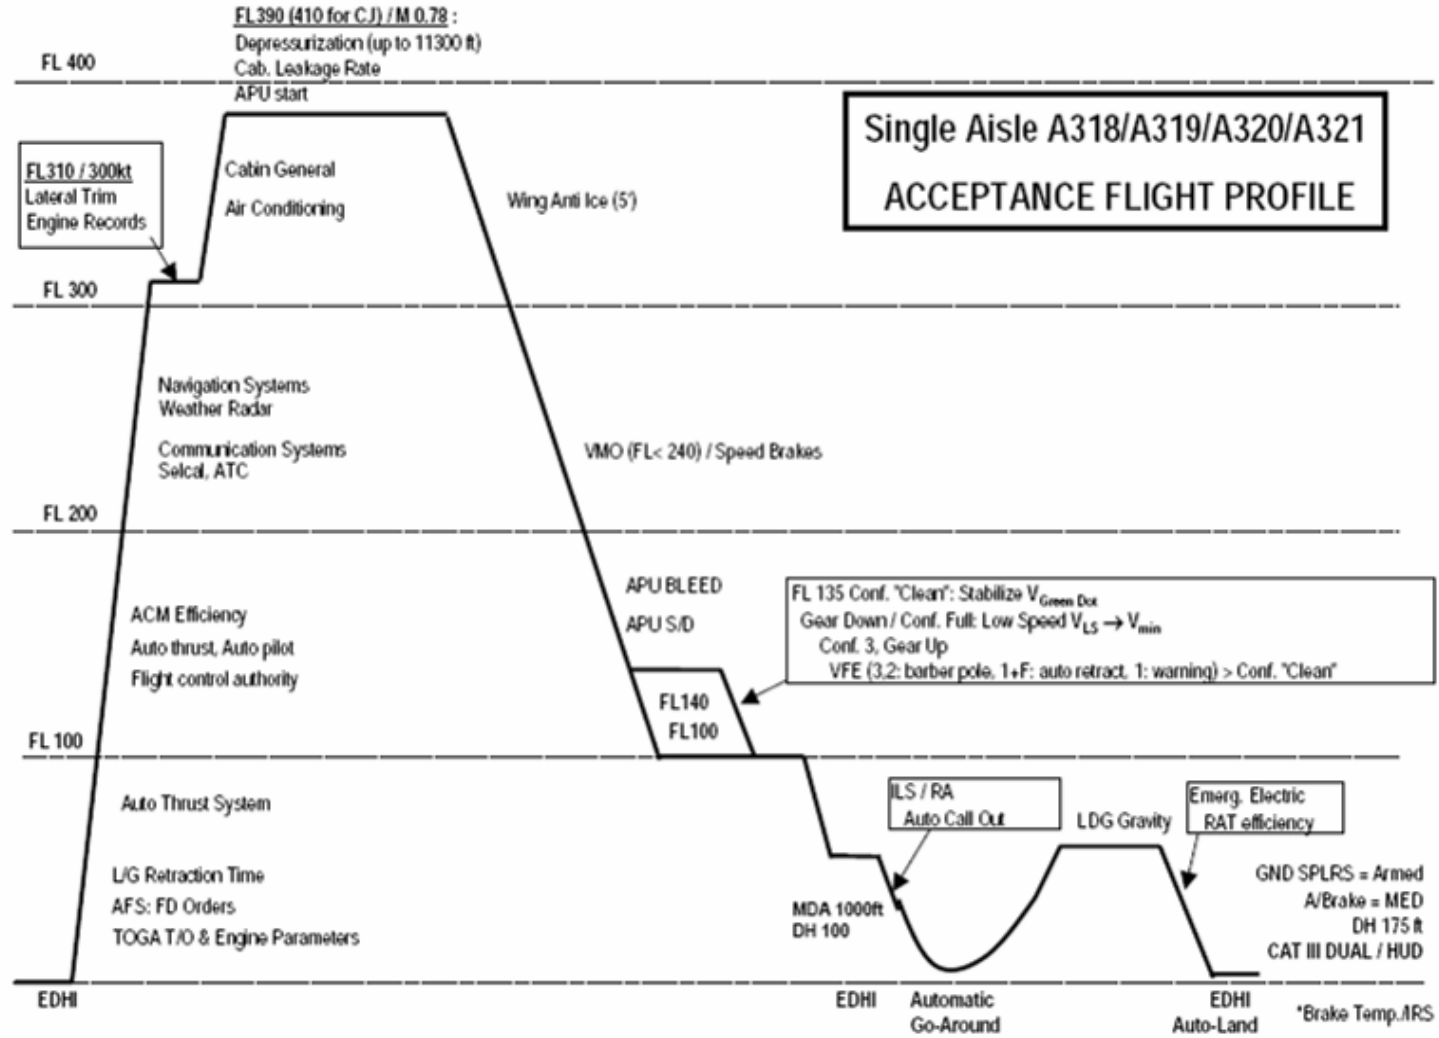 FL390 (410 for CJ) / M 0.78 :
Depressurization (up to 11300 ft)
Cab. Leakage Rate
APU start
FL 400
Single Aisle A318/A319/A320/A321
ACCEPTANCE FLIGHT PROFILE
FL310 / 300kt
Lateral Trim
Engine Records
Cabin General
Air Conditioning
Wing Anti Ice (5')
FL 300
Navigation Systems
Weather Radar
Communication Systems
Selcal, ATC
VMO (FL< 240) / Speed Brakes
FL 200
APU BLEED
APU S/D
FL 135 Conf. "Clean": Stabilize VGreen Dot
Gear Down / Conf. Full: Low Speed VLS → Vmin
Conf. 3, Gear Up
VFE (3,2: barber pole, 1+F: auto retract, 1: warning) > Conf. "Clean"
ACM Efficiency
Auto thrust, Auto pilot
Flight control authority
FL140
FL100
FL 100
Auto Thrust System
ILS / RA
Auto Call Out
LDG Gravity
Emerg. Electric
RAT efficiency
L/G Retraction Time
AFS: FD Orders
TOGA T/O & Engine Parameters
MDA 1000ft
DH 100
GND SPLRS = Armed
A/Brake = MED
DH 175 ft
CAT III DUAL / HUD
EDHI
EDHI
Automatic
Go-Around
EDHI
Auto-Land
*Brake Temp./IRS